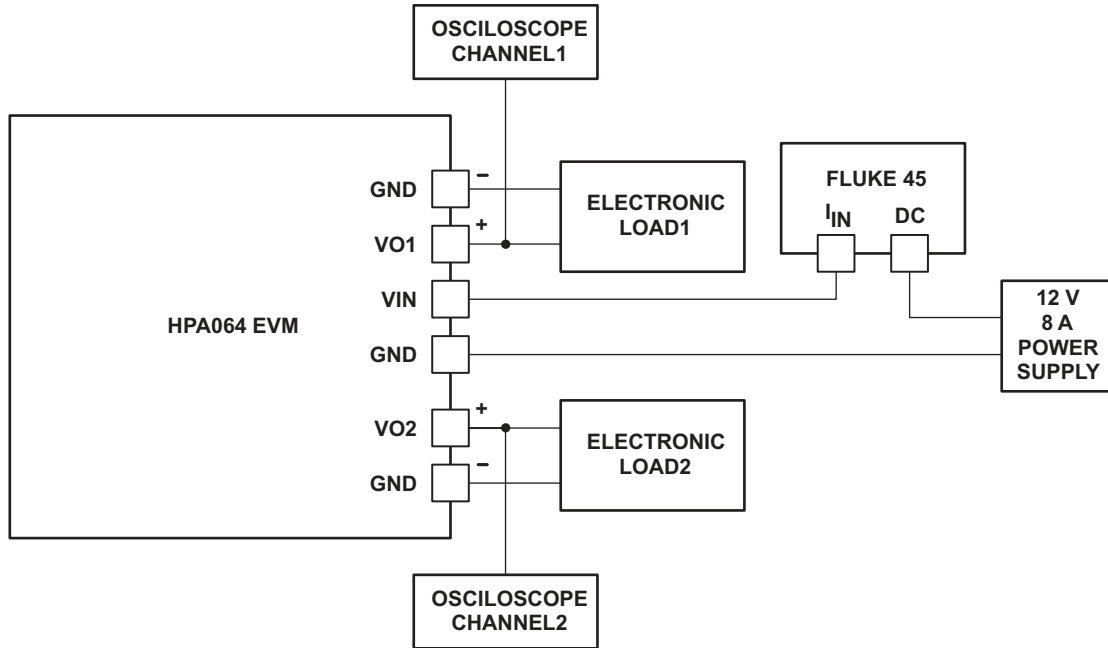 OSCILOSCOPE
CHANNEL1
HPA064 EVM
GND
−
VO1
+
VIN
GND
VO2
+
GND
−
ELECTRONIC
LOAD1
FLUKE 45
IIN
DC
12 V
8 A
POWER
SUPPLY
ELECTRONIC
LOAD2
OSCILOSCOPE
CHANNEL2